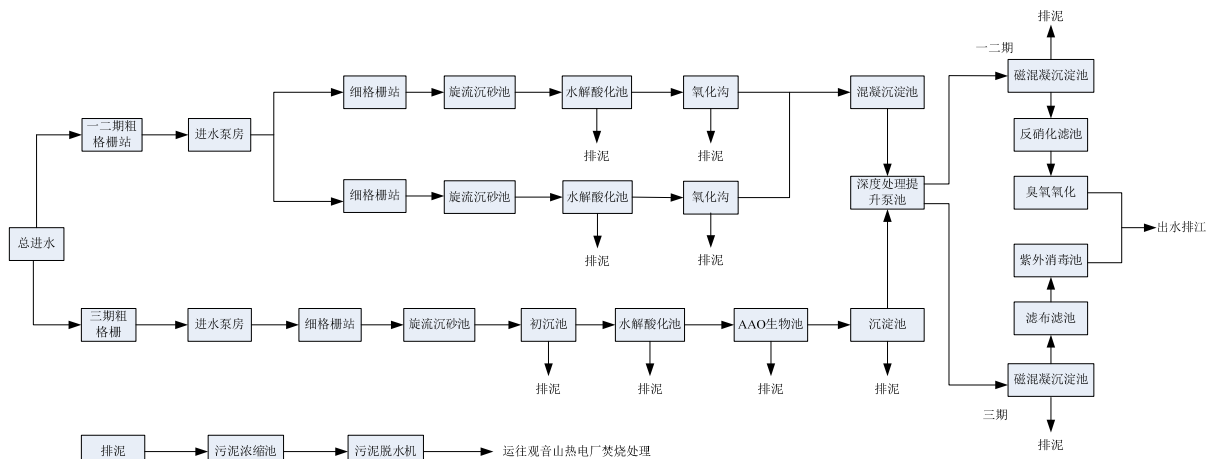 排泥
一二期
磁混凝沉淀池
细格栅站
旋流沉砂池
水解酸化池
氧化沟
混凝沉淀池
一二期粗
格栅站
进水泵房
反硝化滤池
排泥
排泥
细格栅站
旋流沉砂池
水解酸化池
氧化沟
深度处理提
升泵池
臭氧氧化
出水排江
总进水
排泥
排泥
紫外消毒池
三期粗
格栅
进水泵房
细格栅站
旋流沉砂池
初沉池
水解酸化池
AAO生物池
沉淀池
滤布滤池
磁混凝沉淀池
排泥
排泥
排泥
排泥
三期
排泥
排泥
污泥浓缩池
污泥脱水机
运往观音山热电厂焚烧处理